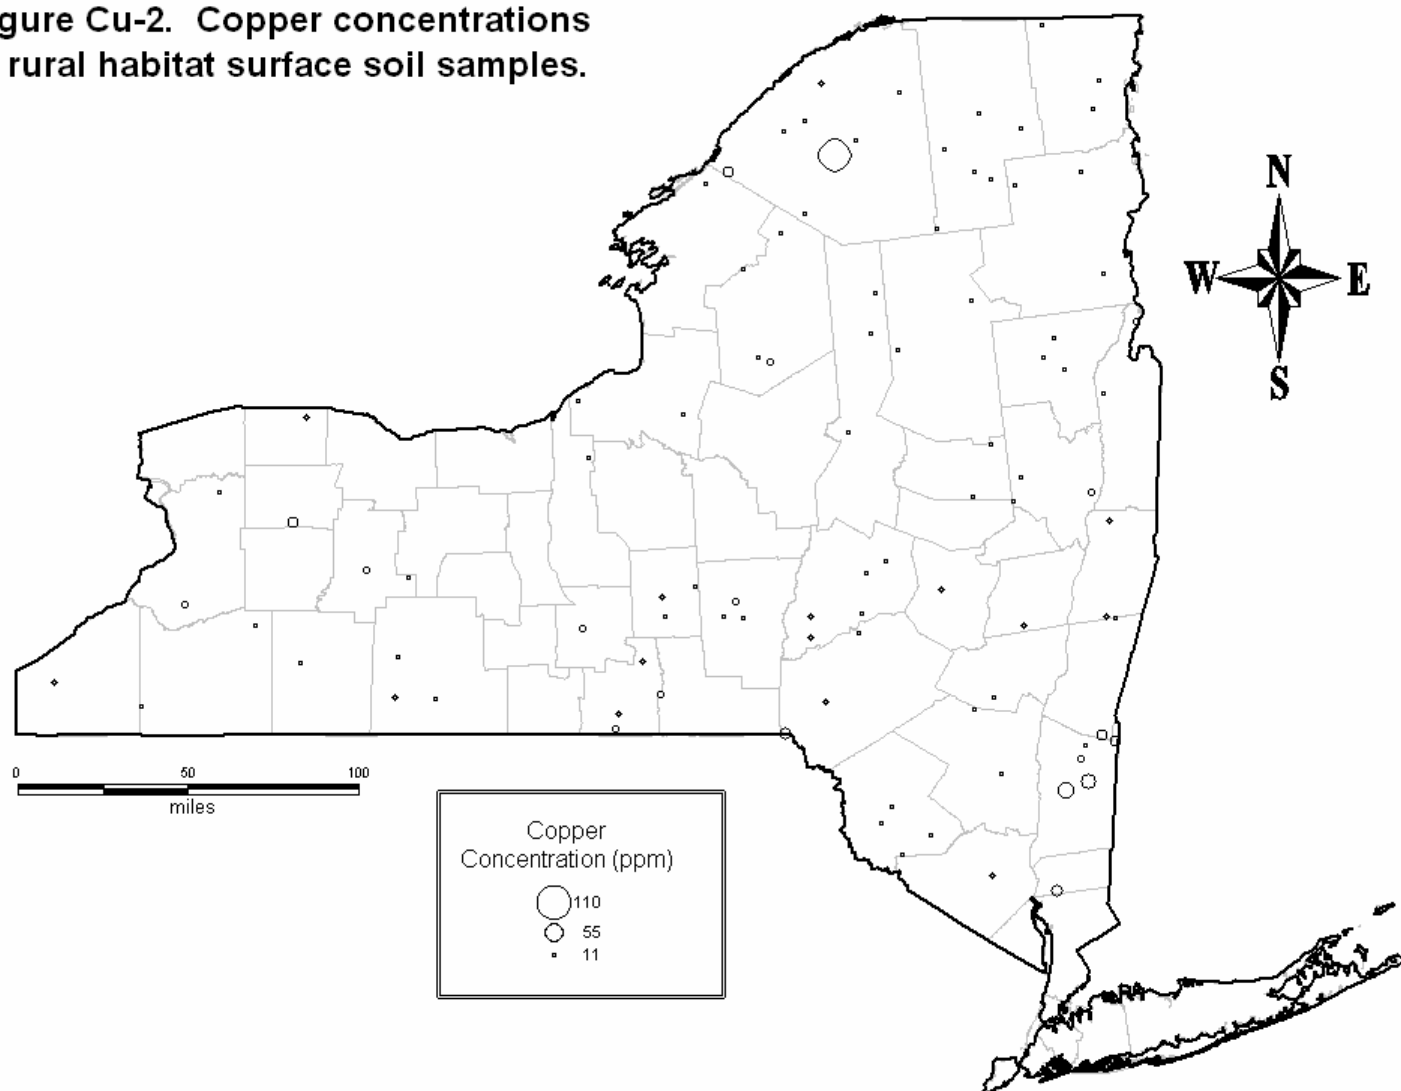 gure Cu-2. Copper concentrations
rural habitat surface soil samples.
N
W
E
S
0
50
100
miles
Copper
Concentration (ppm)
110
55
11